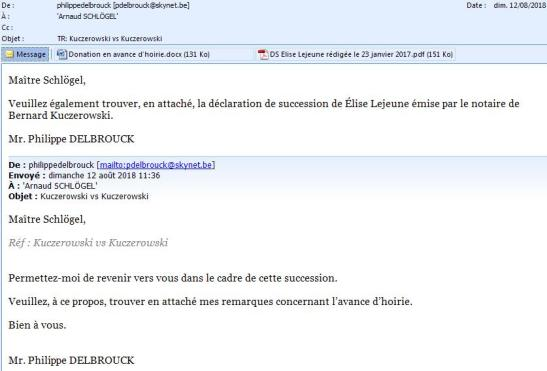 De : philippedelbrouck [pdelbrouck@skynet.be] Date : dim. 12/08/2018
À : 'Arnaud SCHLÖGEL'
Cc :
Objet : TR: Kuczerowski vs Kuczerowski
Message Donation en avance d'hoirie.docx (131 Ko) DS Elise Lejeune rédigée le 23 janvier 2017.pdf (151 Ko)
Maître Schlögel,
Veuillez également trouver, en attaché, la déclaration de succession de Élise Lejeune émise par le notaire de
Bernard Kuczerowski.
Mr. Philippe DELBROUCK
De : philippedelbrouck [mailto:pdelbrouck@skynet.be]
Envoyé : dimanche 12 août 2018 11:36
À : 'Arnaud SCHLÖGEL'
Objet : Kuczerowski vs Kuczerowski
Maître Schlögel,
Réf : Kuczerowski vs Kuczerowski
Permettez-moi de revenir vers vous dans le cadre de cette succession.
Veuillez, à ce propos, trouver en attaché mes remarques concernant l'avance d'hoirie.
Bien à vous.
Mr. Philippe DELBROUCK